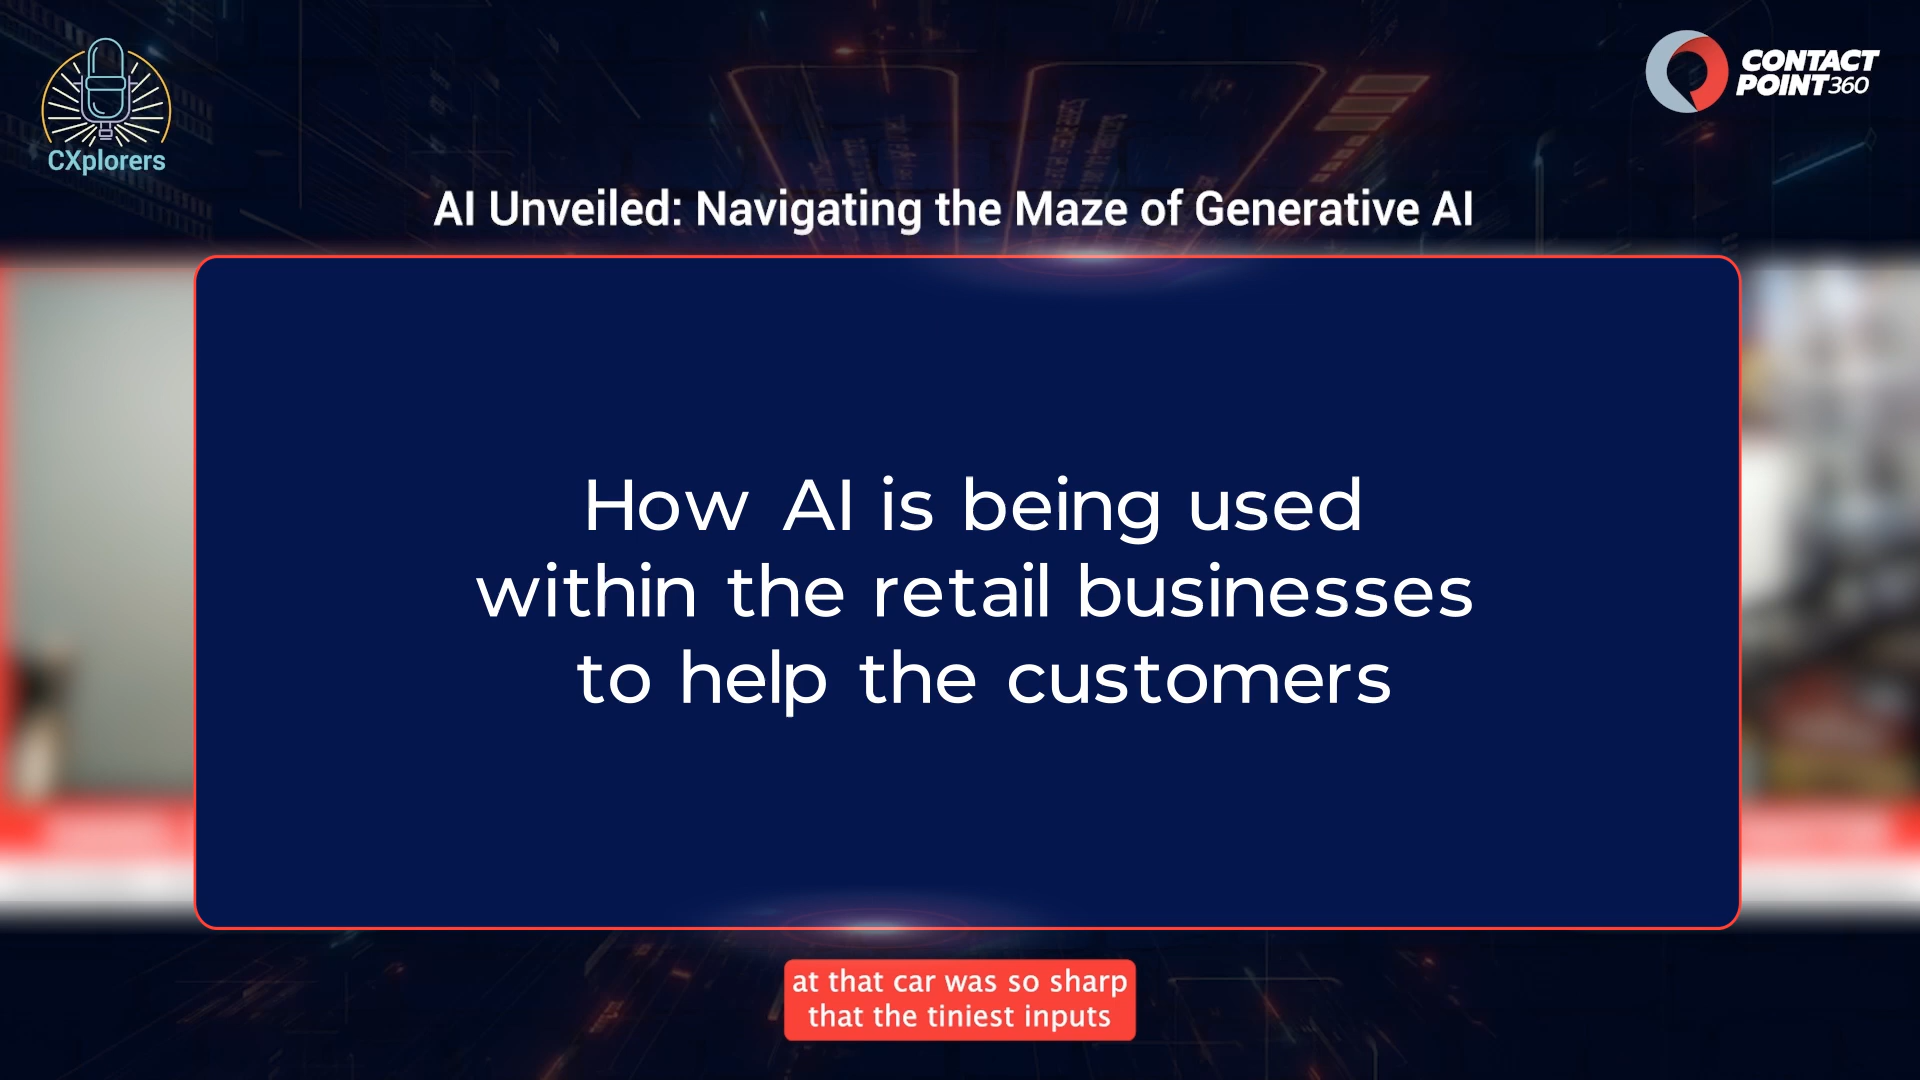 CXplorers
CONTACT
POINT360
AI Unveiled: Navigating the Maze of Generative AI
How AI is being used
within the retail businesses
to help the customers
at that car was so sharp
that the tiniest inputs